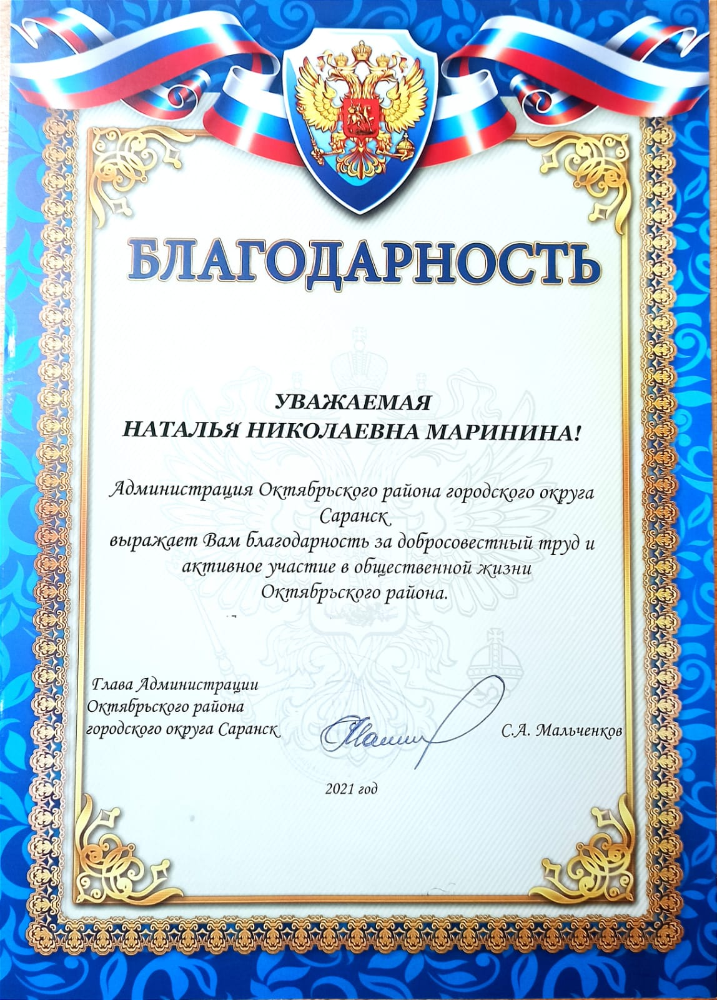 БЛАГОДАРНОСТЬ
УВАЖАЕМАЯ
НАТАЛЬЯ НИКОЛАЕВНА МАРИНИНА!
Администрация Октябрьского района городского округа
Саранск
выражает Вам благодарность за добросовестный труд и
активное участие в общественной жизни
Октябрьского района.
Глава Администрации
Октябрьского района
городского округа Саранск
С.А. Мальченков
2021 год